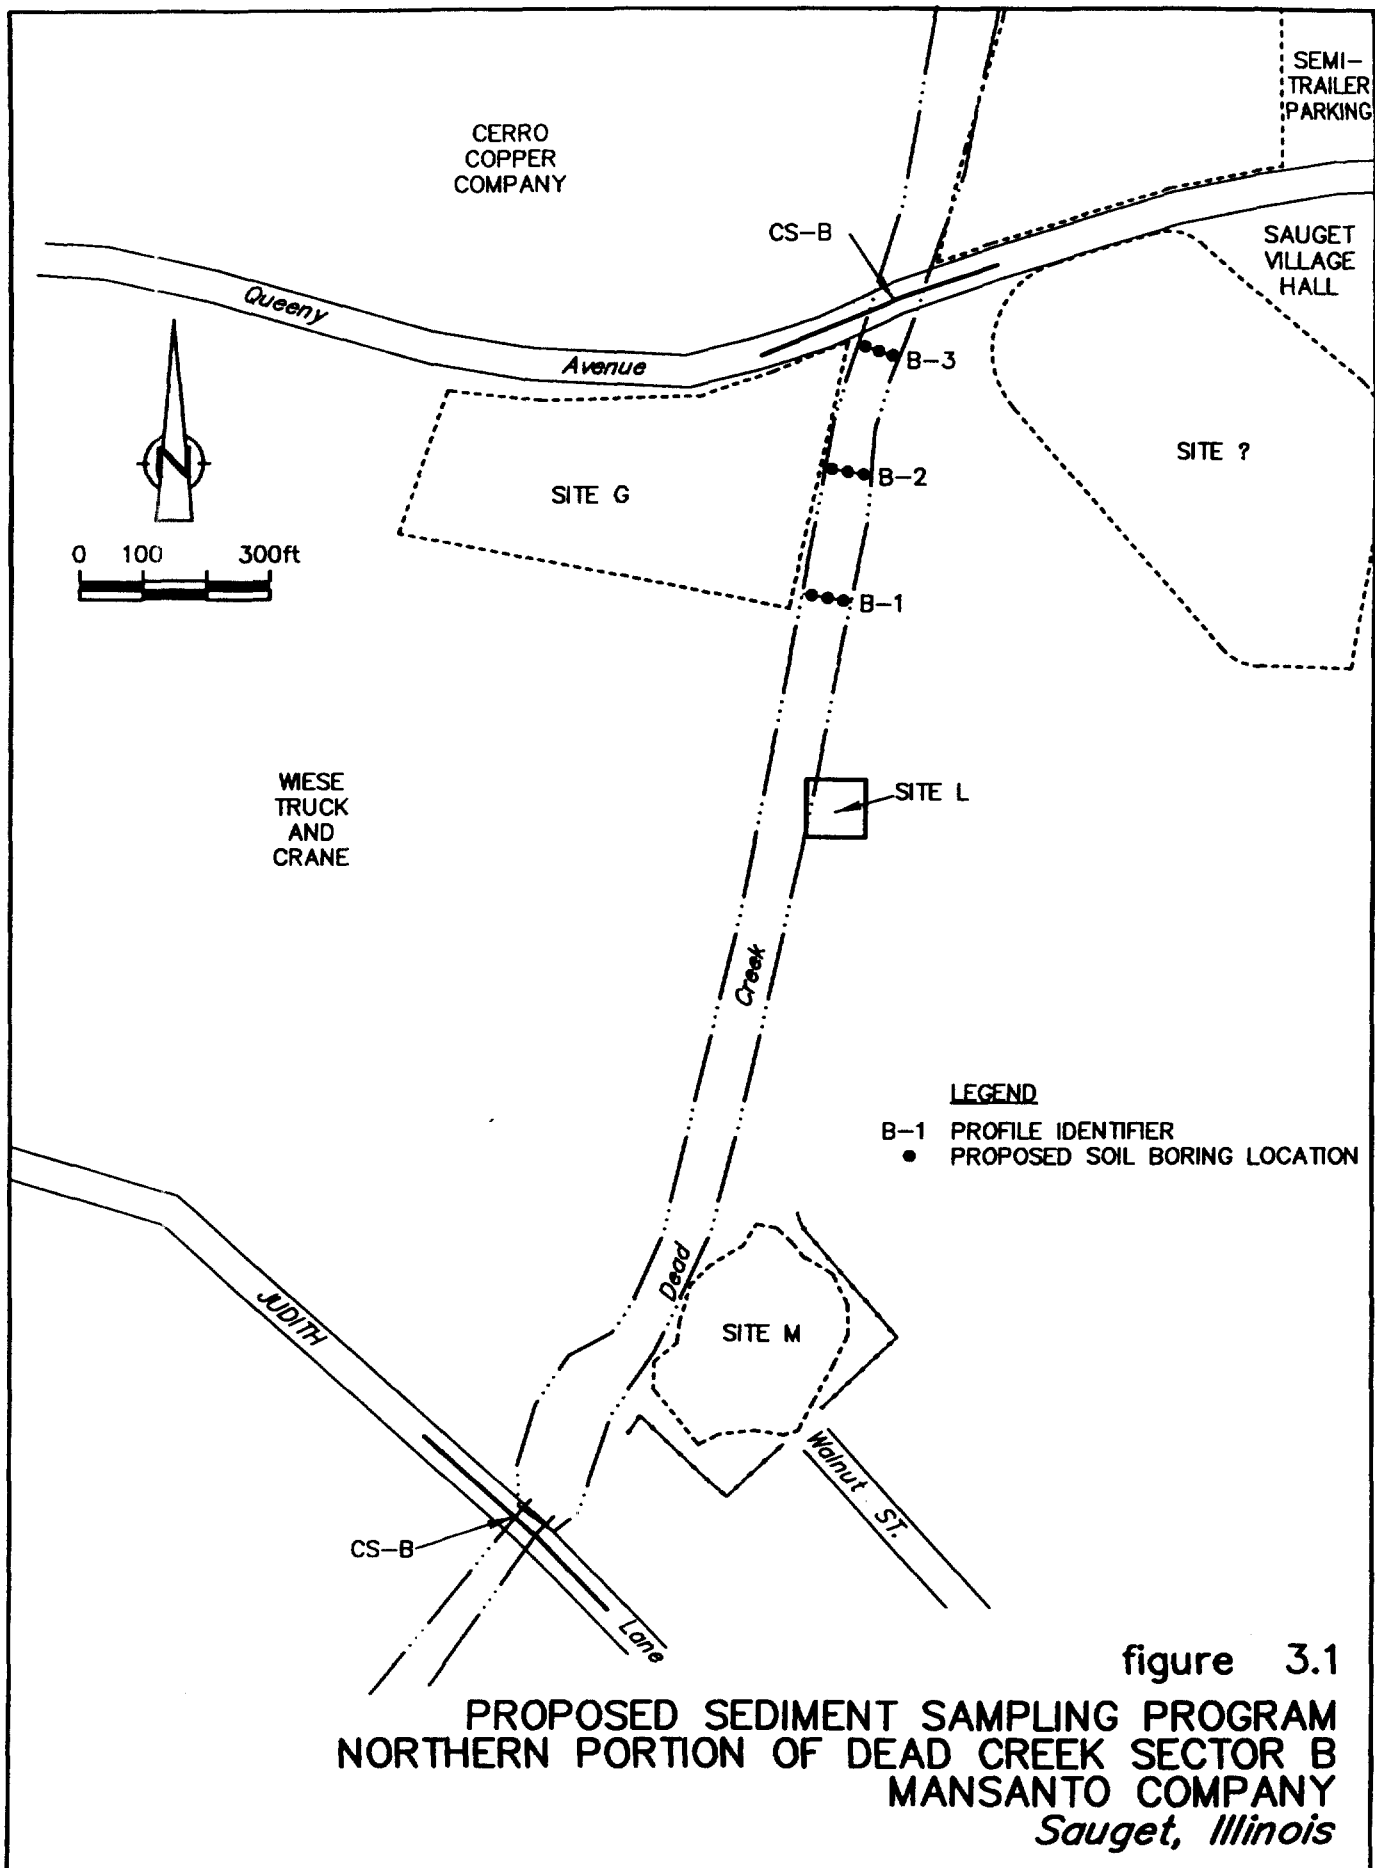 SEMI-
TRAILER
PARKING
CERRO
COPPER
COMPANY
CS-B
SAUGET
VILLAGE
HALL
Queeny
Avenue
B-3
SITE ?
B-2
SITE G
N
0 100 300ft
B-1
WIESE
TRUCK
AND
CRANE
SITE L
Creek
LEGEND
B-1 PROFILE IDENTIFIER
● PROPOSED SOIL BORING LOCATION
Dead
JUDITH
SITE M
Walnut ST.
CS-B
Lane
figure 3.1
PROPOSED SEDIMENT SAMPLING PROGRAM
NORTHERN PORTION OF DEAD CREEK SECTOR B
MANSANTO COMPANY
Sauget, Illinois